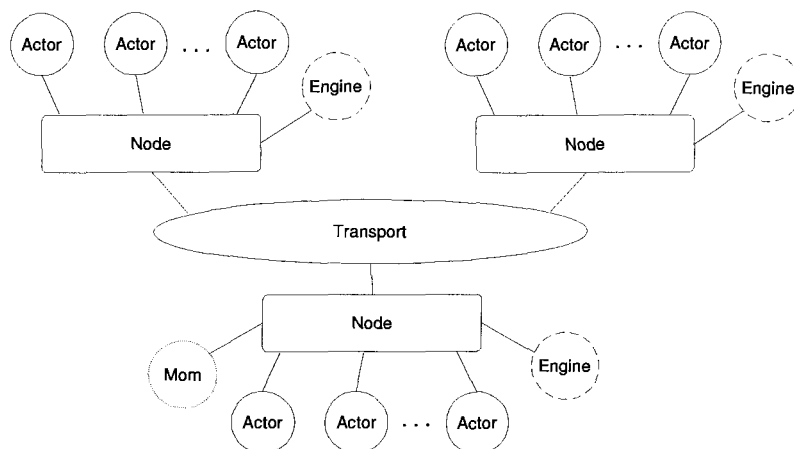 Actor Actor . . . Actor
Engine
Node
Actor Actor . . . Actor
Engine
Node
Transport
Node
Mom
Engine
Actor Actor . . . Actor